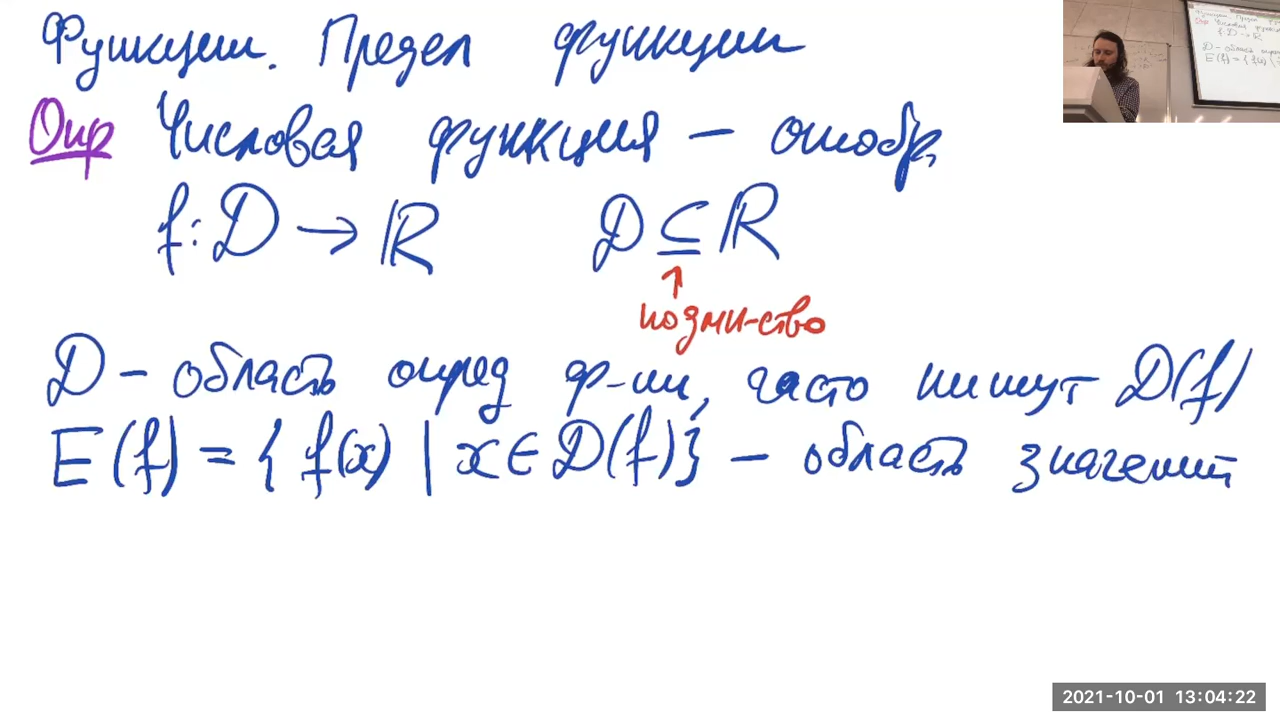 Функции. Предел функции
Опр Числовая функция — отобр.
f: D → ℝ D ⊆ ℝ
↑
подмн-ство
D – область опред ф-ии, часто пишут D(f)
E(f) = { f(x) | x ∈ D(f)} — область значений
2021-10-01 13:04:22